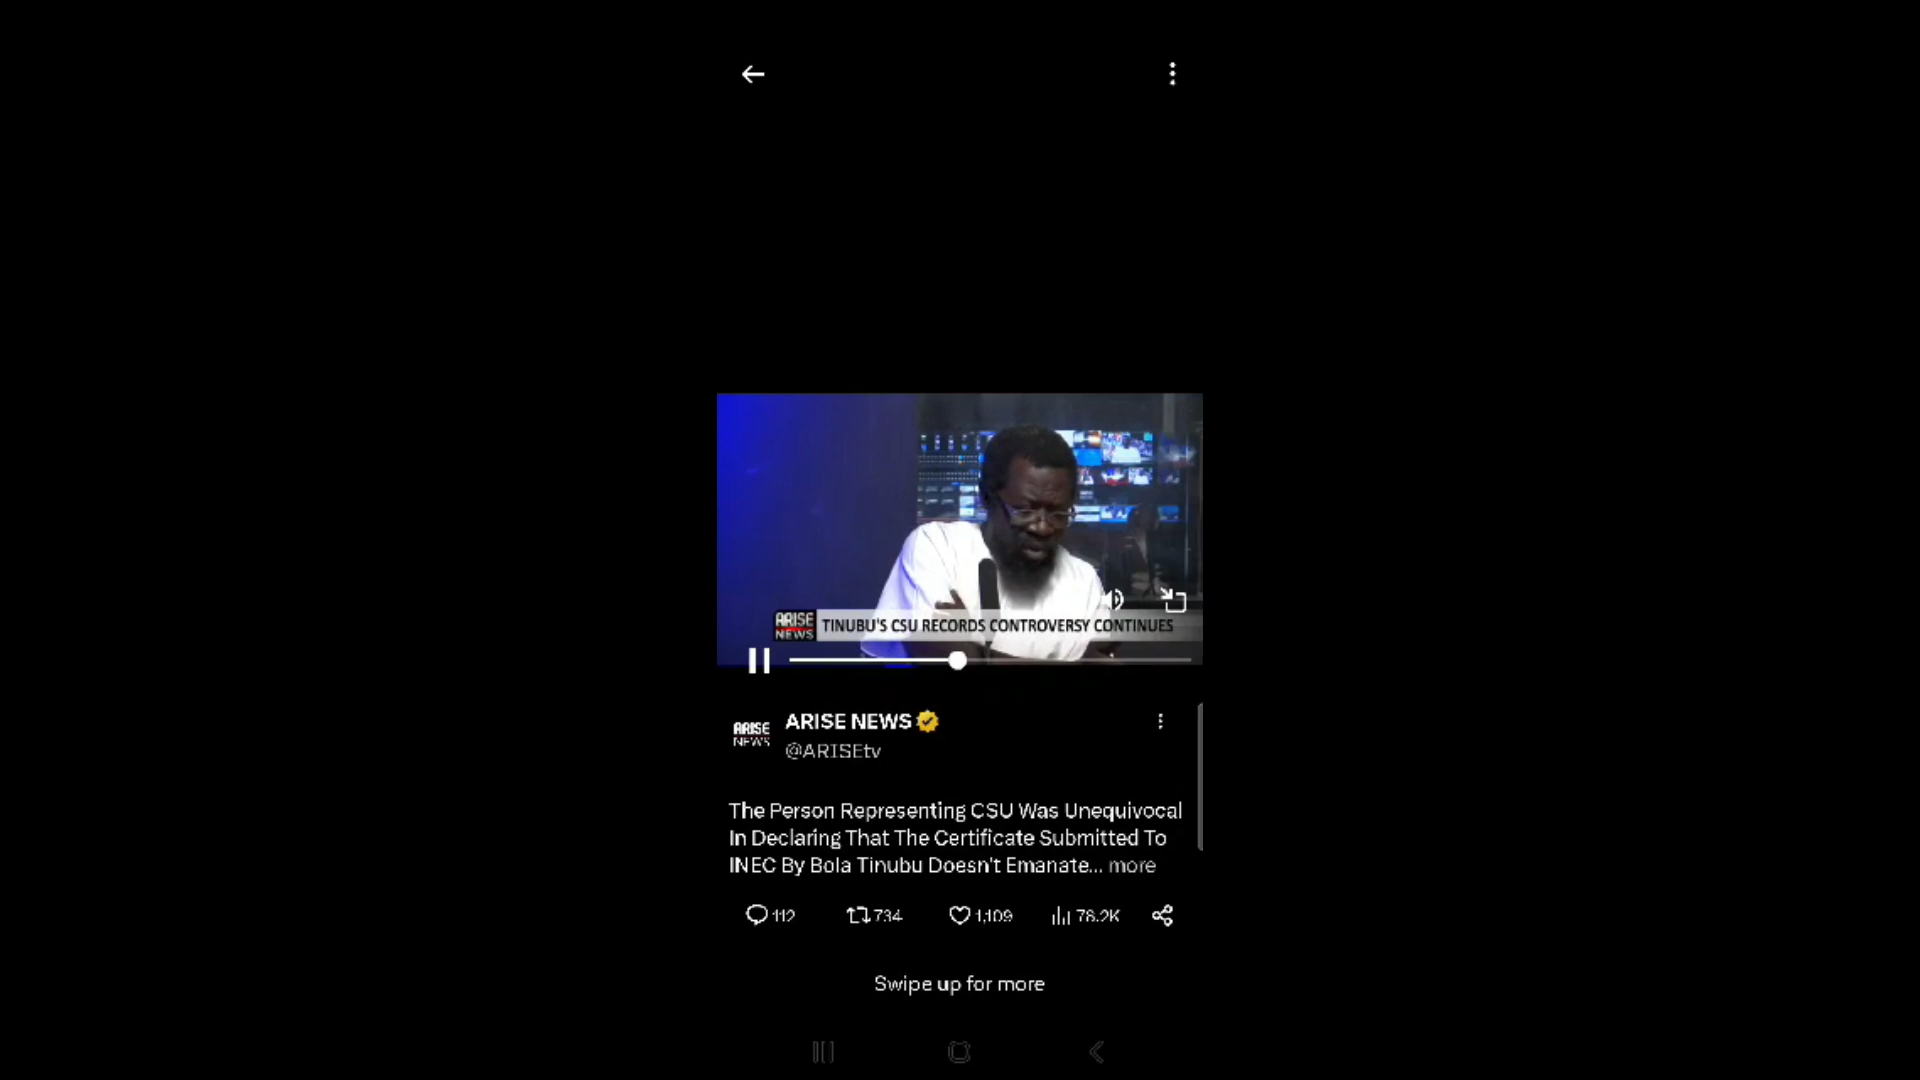 ARISE
NEWS
TINUBU'S CSU RECORDS CONTROVERSY CONTINUES
ARISE
NEWS
ARISE NEWS
@ARISEtv
The Person Representing CSU Was Unequivocal
In Declaring That The Certificate Submitted To
INEC By Bola Tinubu Doesn't Emanate... more
112
734
1,109
78.2K
Swipe up for more